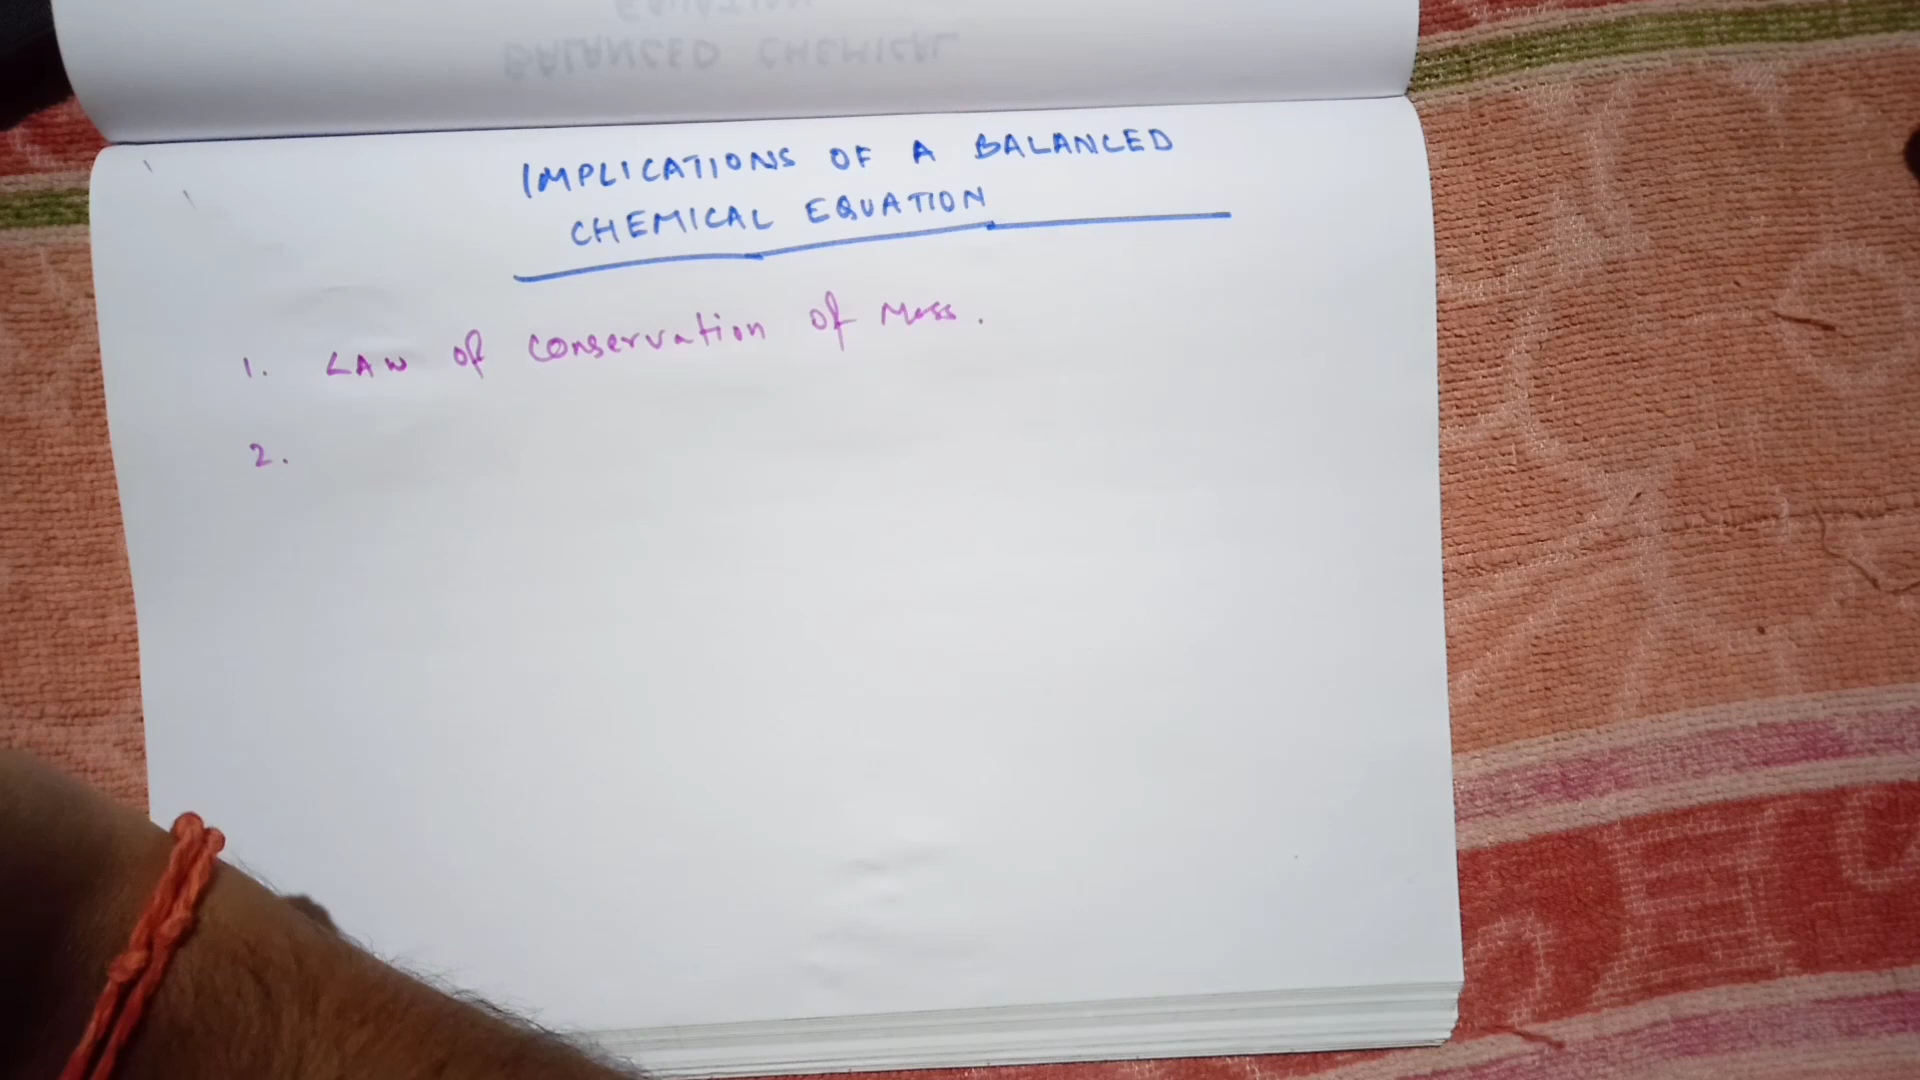 IMPLICATIONS OF A BALANCED
CHEMICAL EQUATION
1. LAW of conservation of Mass.
2.